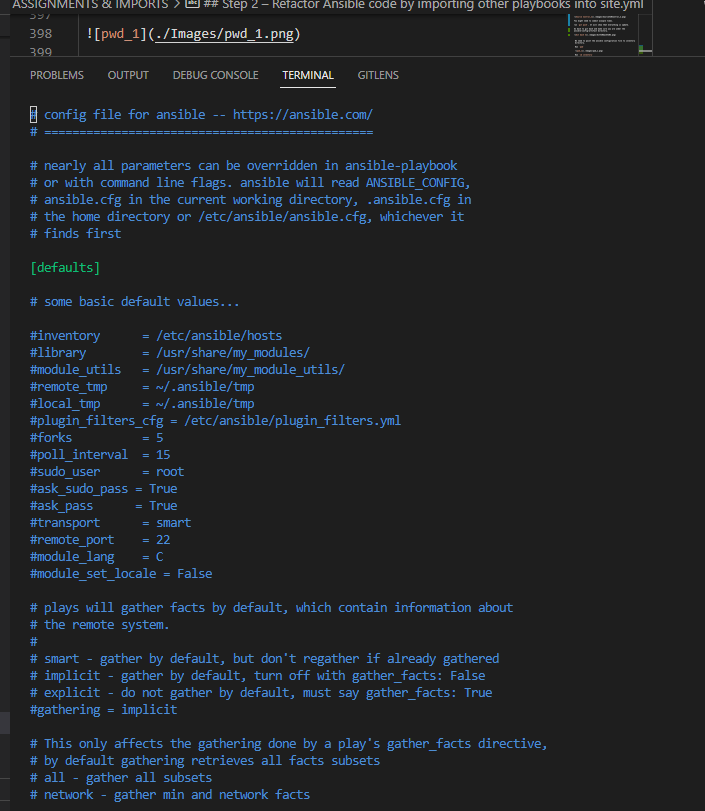 ASSIGNMENTS & IMPORTS > ## Step 2 – Refactor Ansible code by importing other playbooks into site.yml
397
398 ![pwd_1](./Images/pwd_1.png)
399
PROBLEMS OUTPUT DEBUG CONSOLE TERMINAL GITLENS
# config file for ansible -- https://ansible.com/
# ===============================================
# nearly all parameters can be overridden in ansible-playbook
# or with command line flags. ansible will read ANSIBLE_CONFIG,
# ansible.cfg in the current working directory, .ansible.cfg in
# the home directory or /etc/ansible/ansible.cfg, whichever it
# finds first
[defaults]
# some basic default values...
#inventory      = /etc/ansible/hosts
#library        = /usr/share/my_modules/
#module_utils   = /usr/share/my_module_utils/
#remote_tmp     = ~/.ansible/tmp
#local_tmp      = ~/.ansible/tmp
#plugin_filters_cfg = /etc/ansible/plugin_filters.yml
#forks          = 5
#poll_interval  = 15
#sudo_user      = root
#ask_sudo_pass = True
#ask_pass      = True
#transport      = smart
#remote_port    = 22
#module_lang    = C
#module_set_locale = False
# plays will gather facts by default, which contain information about
# the remote system.
#
# smart - gather by default, but don't regather if already gathered
# implicit - gather by default, turn off with gather_facts: False
# explicit - do not gather by default, must say gather_facts: True
#gathering = implicit
# This only affects the gathering done by a play's gather_facts directive,
# by default gathering retrieves all facts subsets
# all - gather all subsets
# network - gather min and network facts